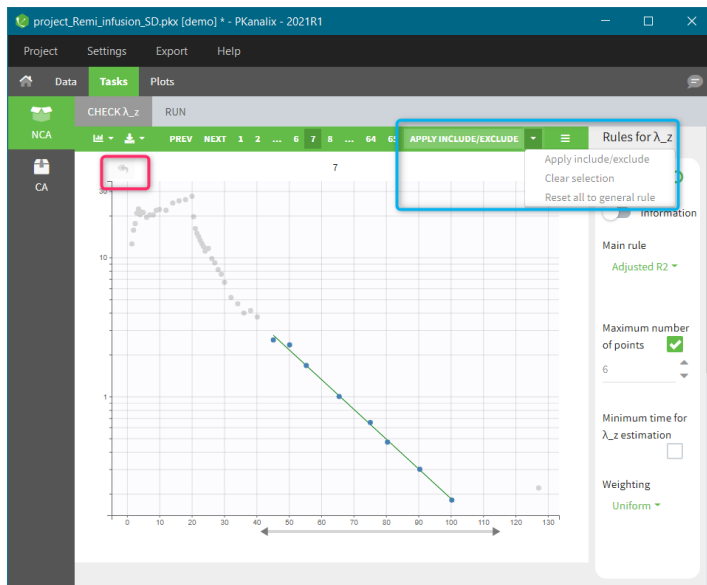 project_Remi_infusion_SD.pkx [demo] * - PKanalix - 2021R1
Project Settings Export Help
Data Tasks Plots
NCA
CA
CHECK λ_z RUN
PREV NEXT 1 2 ... 6 7 8 ... 64 65 APPLY INCLUDE/EXCLUDE
Apply include/exclude
Clear selection
Reset all to general rule
7
30
10
1
0 10 20 30 40 50 60 70 80 90 100 110 120 130
Rules for λ_z
Information
Main rule
Adjusted R2
Maximum number
of points
6
Minimum time for
λ_z estimation
Weighting
Uniform